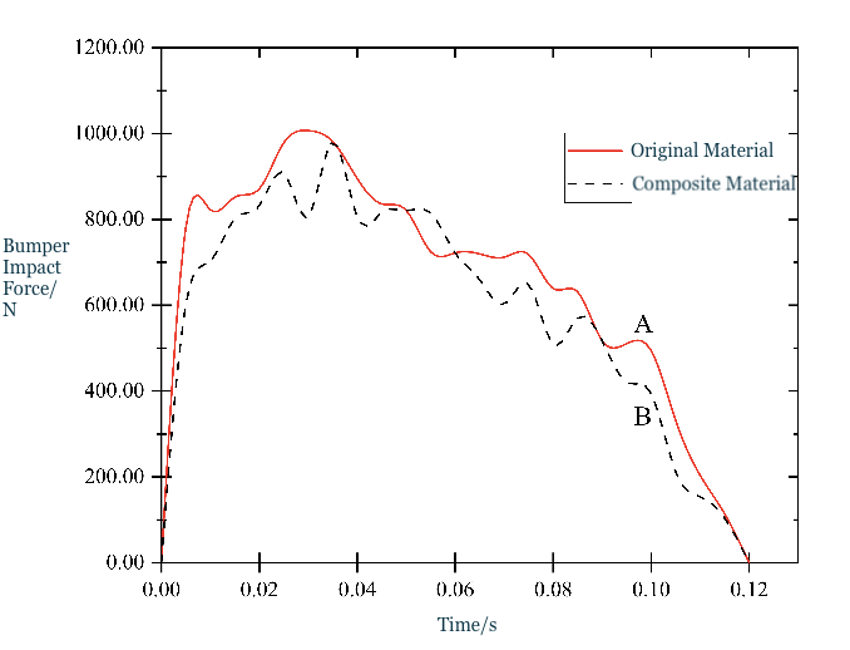 1200.00
1000.00
800.00
600.00
400.00
200.00
0.00
Bumper
Impact
Force/
N
Original Material
Composite Material
A
B
0.00 0.02 0.04 0.06 0.08 0.10 0.12
Time/s